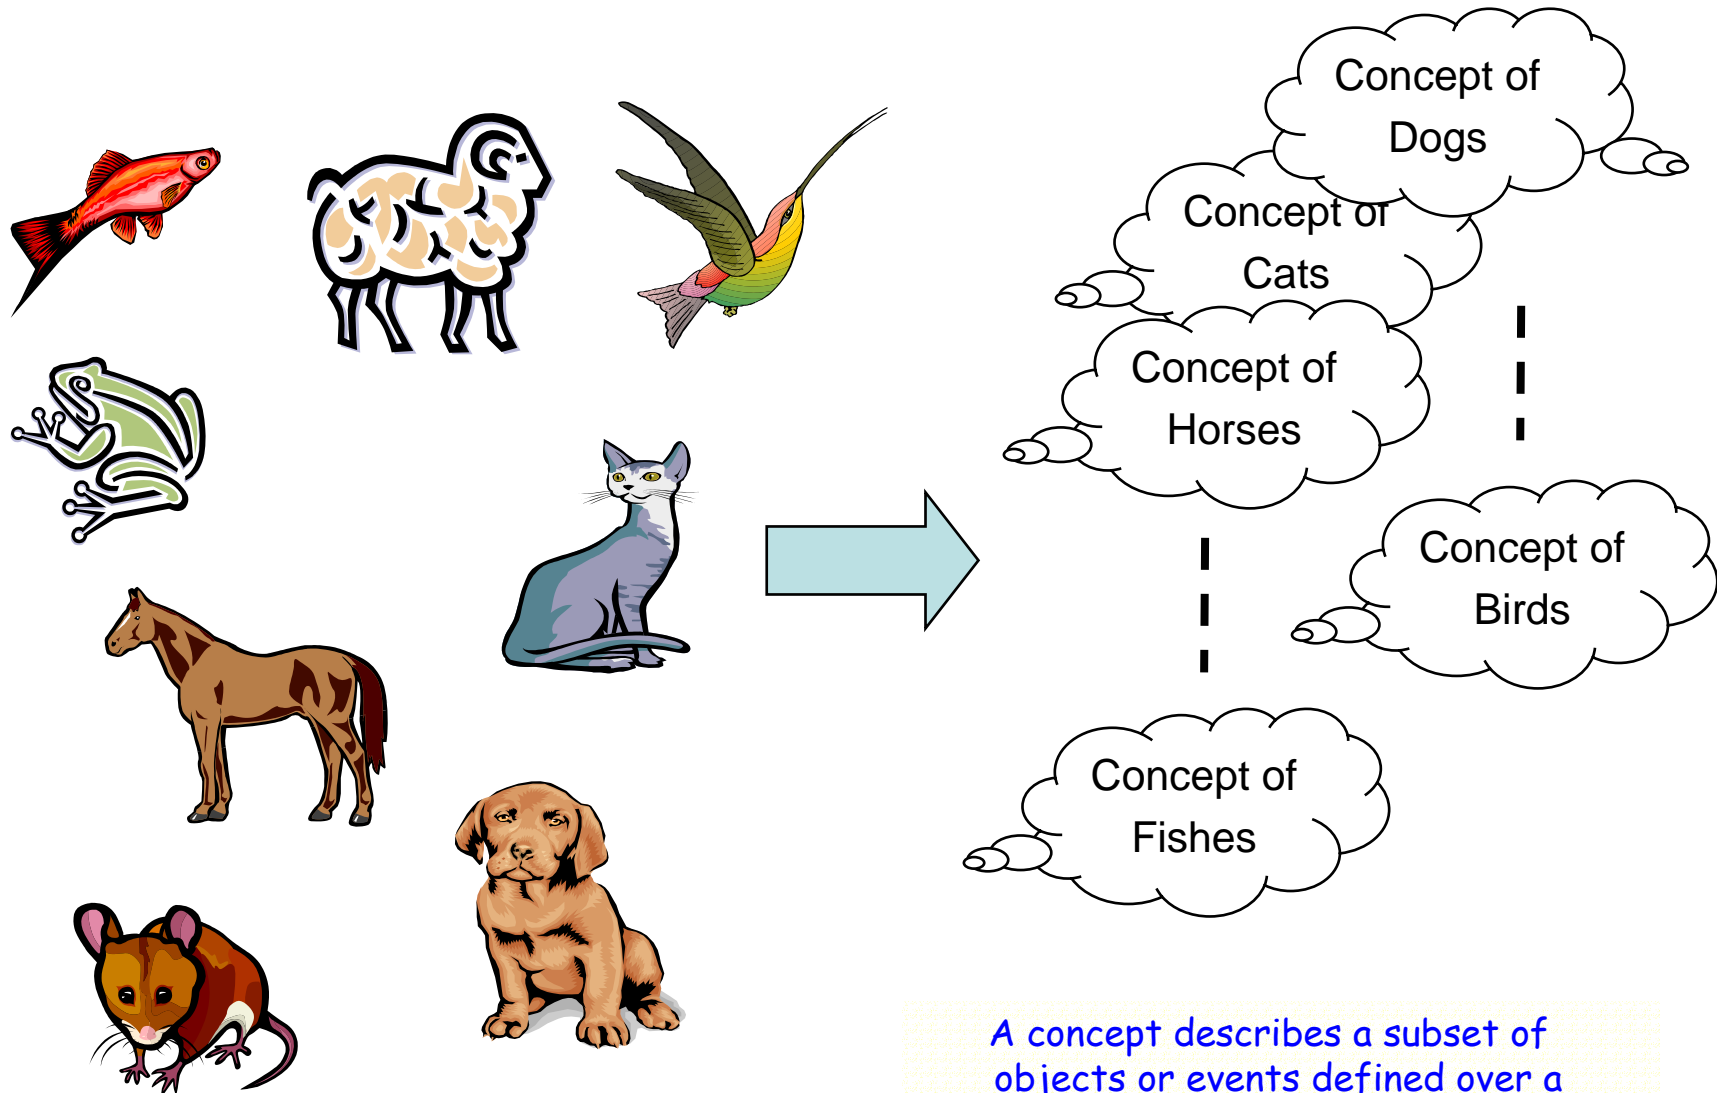 Concept of
Dogs
Concept of
Cats
Concept of
Horses
Concept of
Birds
Concept of
Fishes
A concept describes a subset of
objects or events defined over a